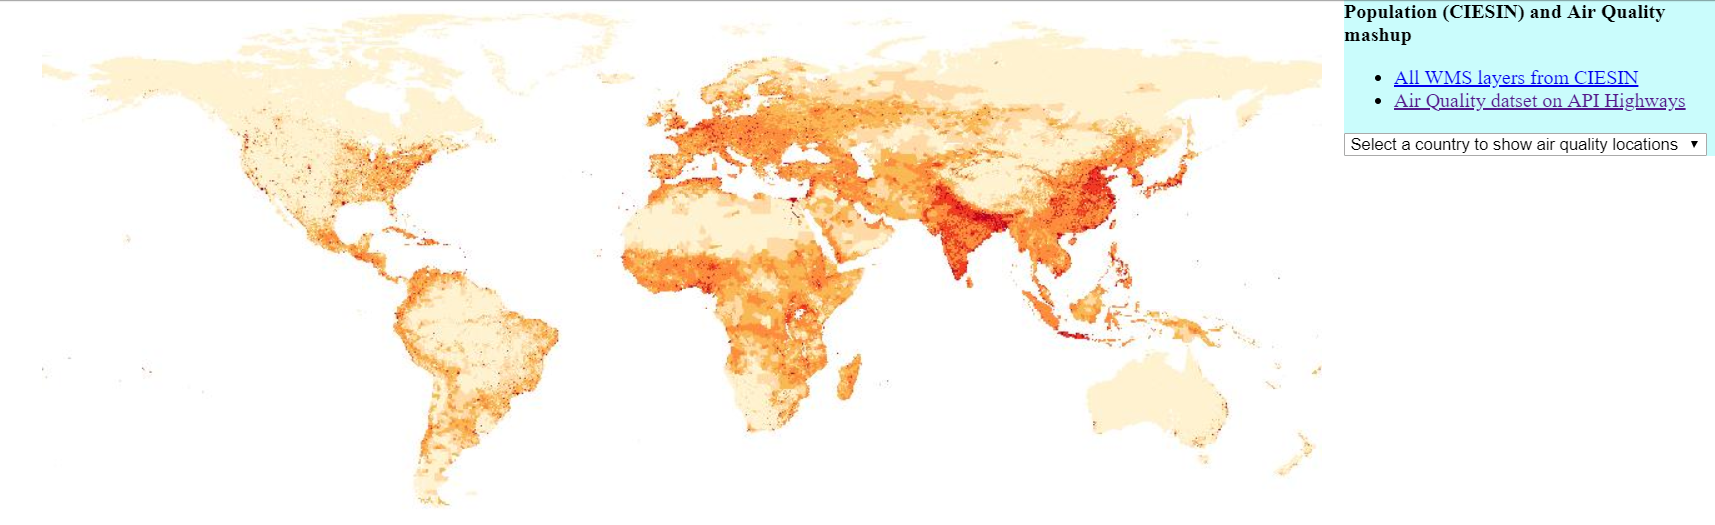 Population (CIESIN) and Air Quality
mashup
All WMS layers from CIESIN
Air Quality datset on API Highways
Select a country to show air quality locations